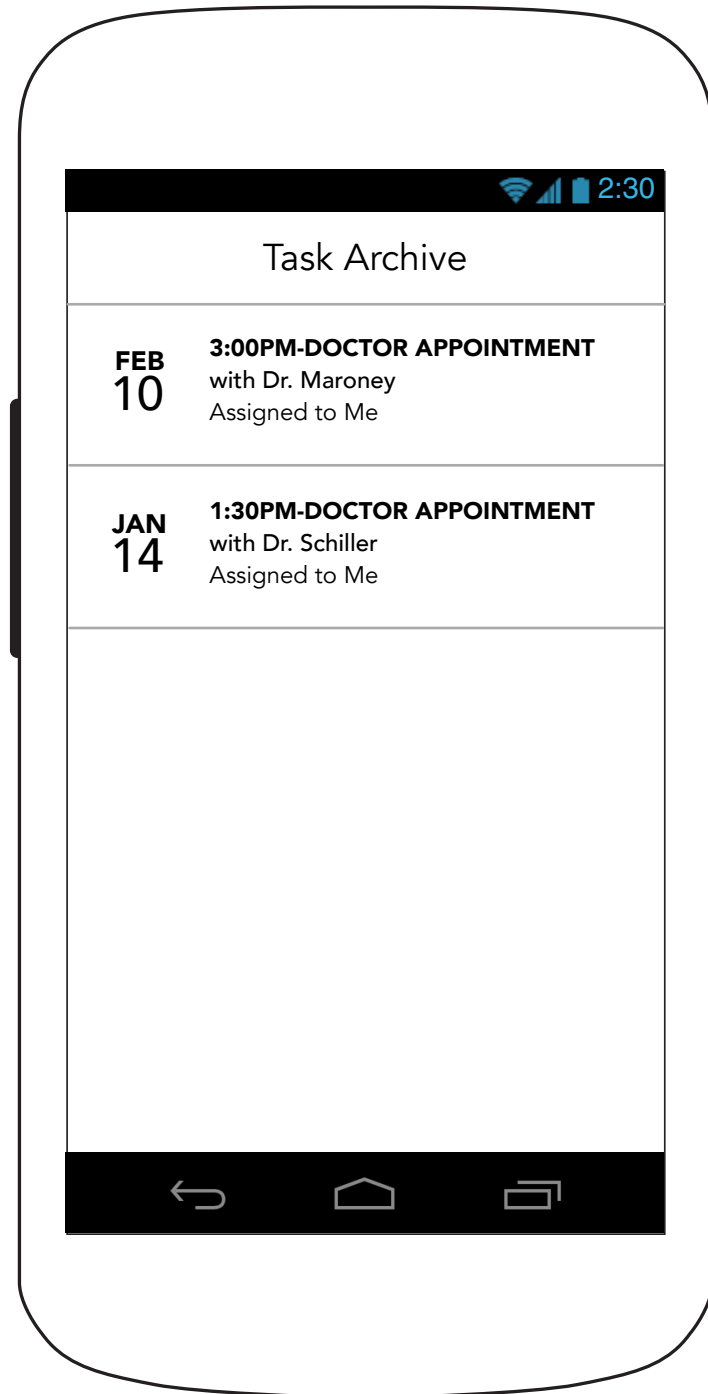 2:30
Task Archive
FEB
10
3:00PM-DOCTOR APPOINTMENT
with Dr. Maroney
Assigned to Me
JAN
14
1:30PM-DOCTOR APPOINTMENT
with Dr. Schiller
Assigned to Me